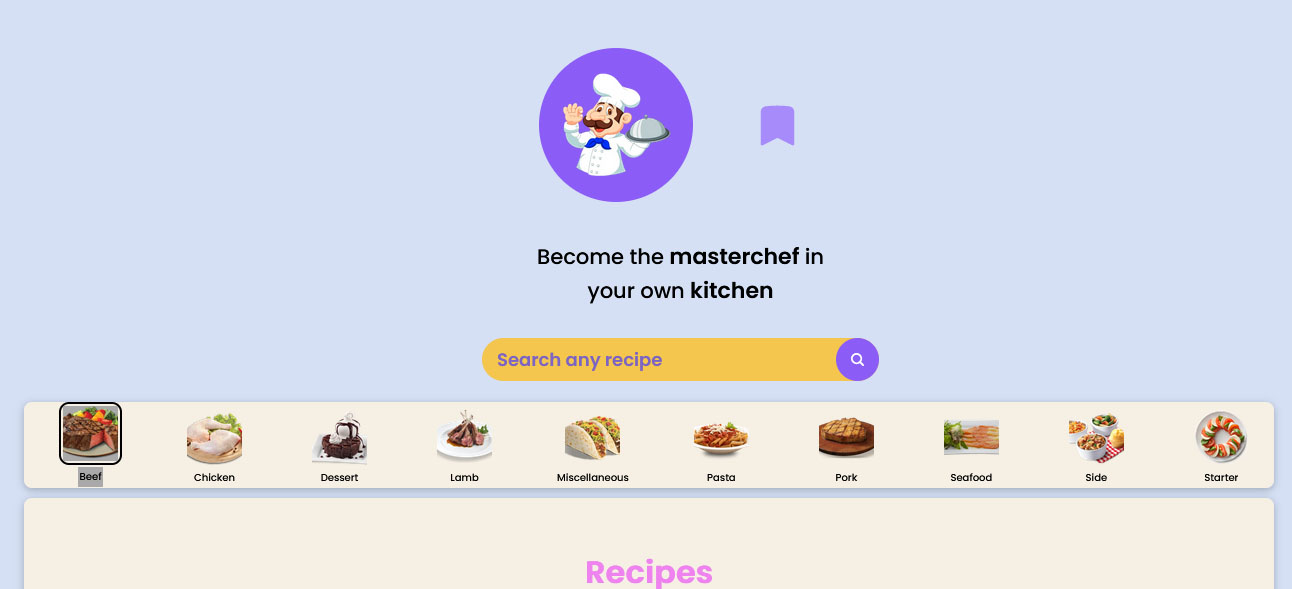 Become the masterchef in
your own kitchen
Search any recipe
Beef
Chicken
Dessert
Lamb
Miscellaneous
Pasta
Pork
Seafood
Side
Starter
Recipes